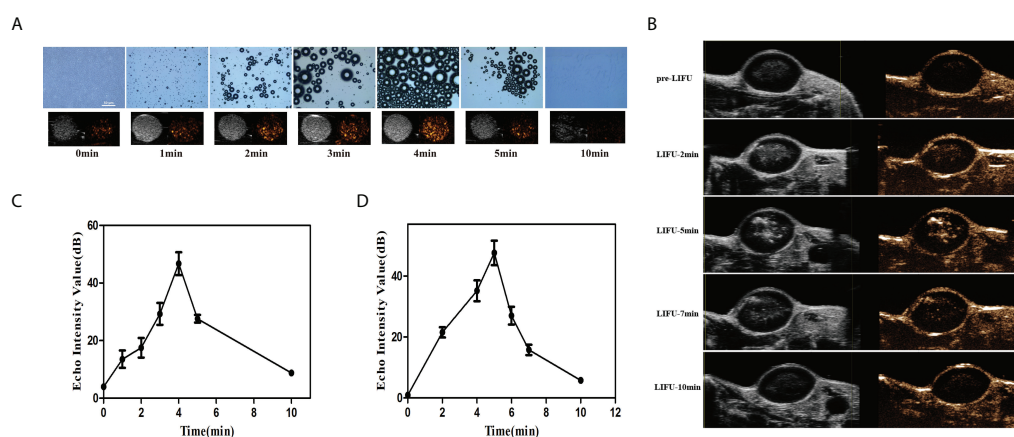 A
0min 1min 2min 3min 4min 5min 10min
B
pre-LIFU
LIFU-2min
LIFU-5min
LIFU-7min
LIFU-10min
C
Echo Intensity Value(dB)
60
40
20
0
0 2 4 6 8 10
Time(min)
D
Echo Intensity Value(dB)
40
20
0
0 2 4 6 8 10 12
Time(min)